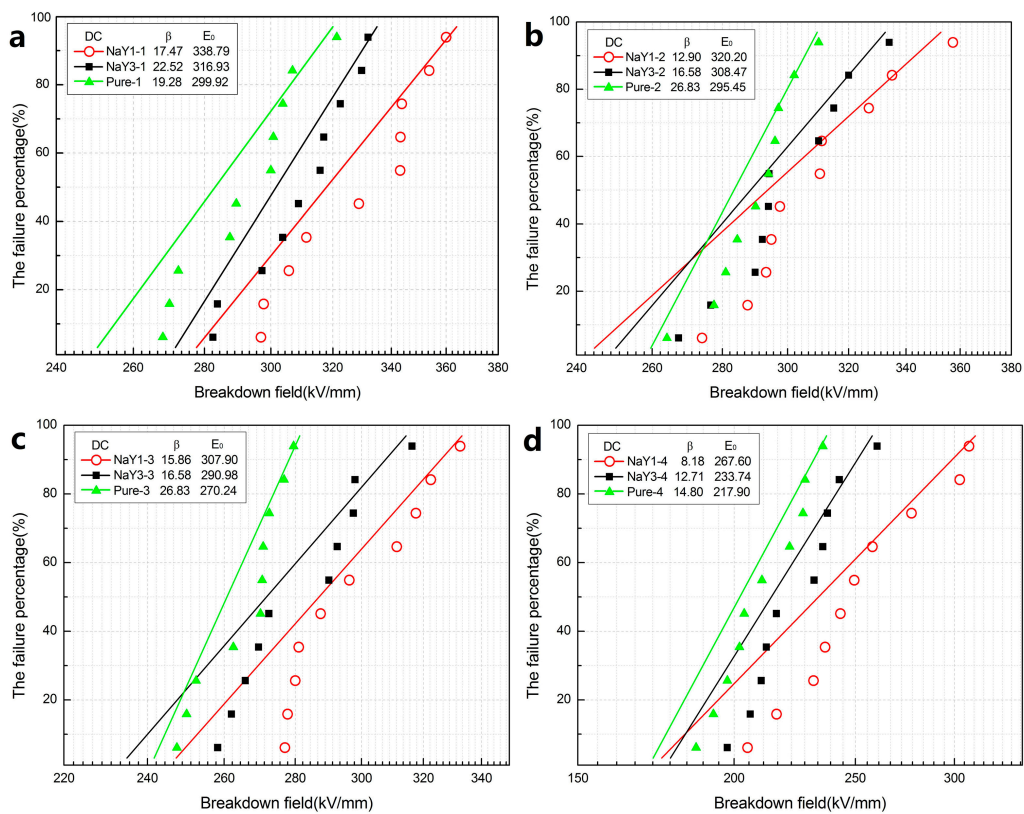 a
DC β E₀
NaY1-1 17.47 338.79
NaY3-1 22.52 316.93
Pure-1 19.28 299.92
The failure percentage(%)
100
80
60
40
20
240 260 280 300 320 340 360 380
Breakdown field(kV/mm)
b
DC β E₀
NaY1-2 12.90 320.20
NaY3-2 16.58 308.47
Pure-2 26.83 295.45
The failure percentage(%)
100
80
60
40
20
240 260 280 300 320 340 360 380
Breakdown field(kV/mm)
c
DC β E₀
NaY1-3 15.86 307.90
NaY3-3 16.58 290.98
Pure-3 26.83 270.24
The failure percentage(%)
100
80
60
40
20
220 240 260 280 300 320 340
Breakdown field(kV/mm)
d
DC β E₀
NaY1-4 8.18 267.60
NaY3-4 12.71 233.74
Pure-4 14.80 217.90
The failure percentage(%)
100
80
60
40
20
150 200 250 300
Breakdown field(kV/mm)